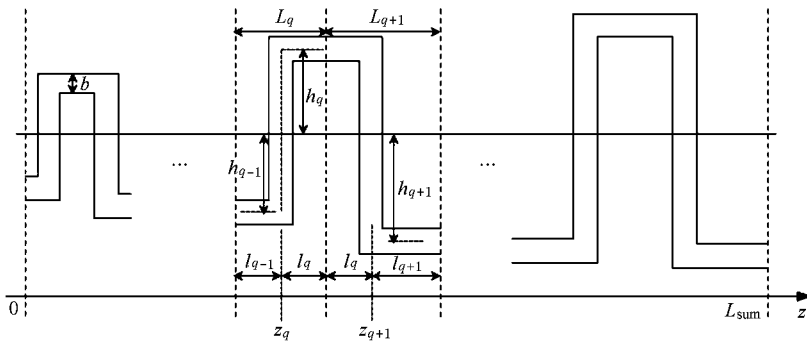 L_q L_{q+1}
b
h_q
... h_{q-1} h_{q+1} ...
l_{q-1} l_q l_q l_{q+1}
0 z_q z_{q+1} L_sum z